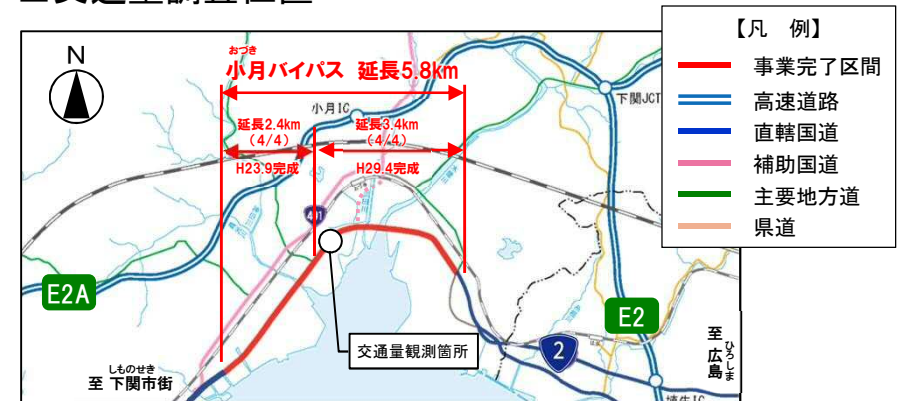 【凡　例】
事業完了区間
高速道路
直轄国道
補助国道
主要地方道
県道
N
おづき
小月バイパス 延長5.8km
小月IC
下関JCT
延長2.4km
(4/4)
H23.9完成
延長3.4km
(4/4)
H29.4完成
E2A
E2
2
交通量観測箇所
しものせき
至 下関市街
至 広島
ひろしま
埴生IC